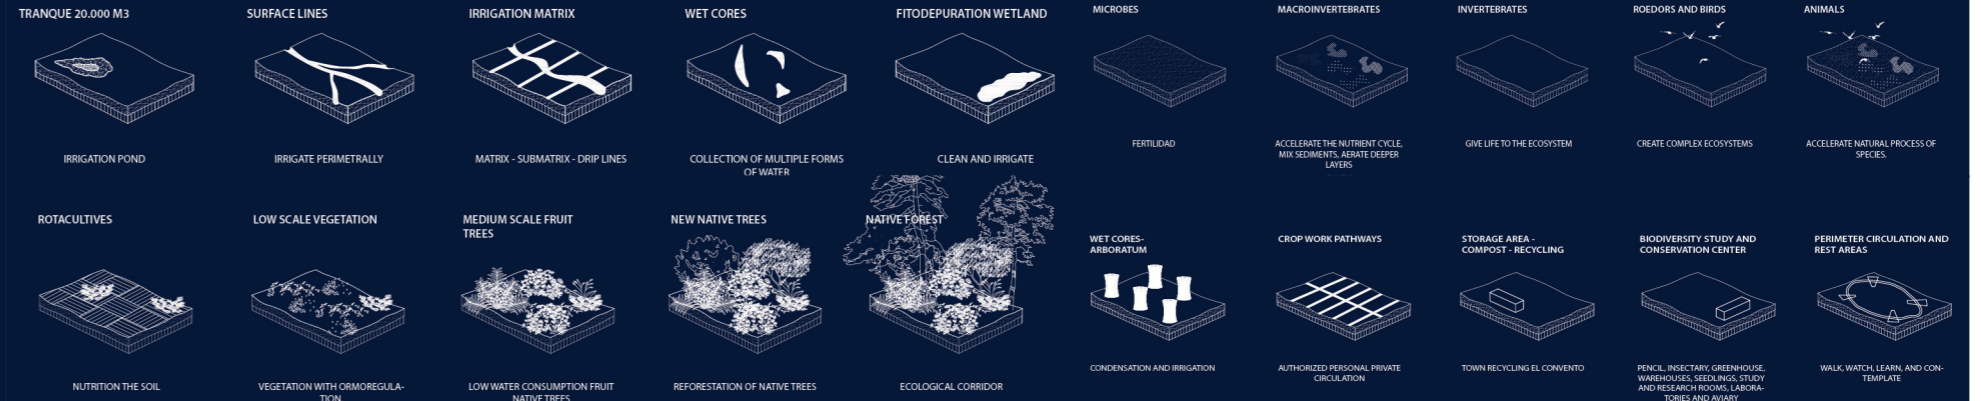 TRANQUE 20.000 M3
SURFACE LINES
IRRIGATION MATRIX
WET CORES
FITODEPURATION WETLAND
IRRIGATION POND
IRRIGATE PERIMETRALLY
MATRIX - SUBMATRIX - DRIP LINES
COLLECTION OF MULTIPLE FORMS
OF WATER
CLEAN AND IRRIGATE
MICROBES
MACROINVERTEBRATES
INVERTEBRATES
ROEDORS AND BIRDS
ANIMALS
FERTILIDAD
ACCELERATE THE NUTRIENT CYCLE,
MIX SEDIMENTS, AERATE DEEPER
LAYERS
GIVE LIFE TO THE ECOSYSTEM
CREATE COMPLEX ECOSYSTEMS
ACCELERATE NATURAL PROCESS OF
SPECIES.
ROTACULTIVES
LOW SCALE VEGETATION
MEDIUM SCALE FRUIT
TREES
NEW NATIVE TREES
NATIVE FOREST
NUTRITION THE SOIL
VEGETATION WITH ORMOREGULA-
TION
LOW WATER CONSUMPTION FRUIT
NATIVE TREES
REFORESTATION OF NATIVE TREES
ECOLOGICAL CORRIDOR
WET CORES-
ARBORATUM
CROP WORK PATHWAYS
STORAGE AREA -
COMPOST - RECYCLING
BIODIVERSITY STUDY AND
CONSERVATION CENTER
PERIMETER CIRCULATION AND
REST AREAS
CONDENSATION AND IRRIGATION
AUTHORIZED PERSONAL PRIVATE
CIRCULATION
TOWN RECYCLING EL CONVENTO
PENCIL, INSECTARY, GREENHOUSE,
WAREHOUSES, SEEDLINGS, STUDY
AND RESEARCH ROOMS, LABORA-
TORIES AND AVIARY
WALK, WATCH, LEARN, AND CON-
TEMPLATE